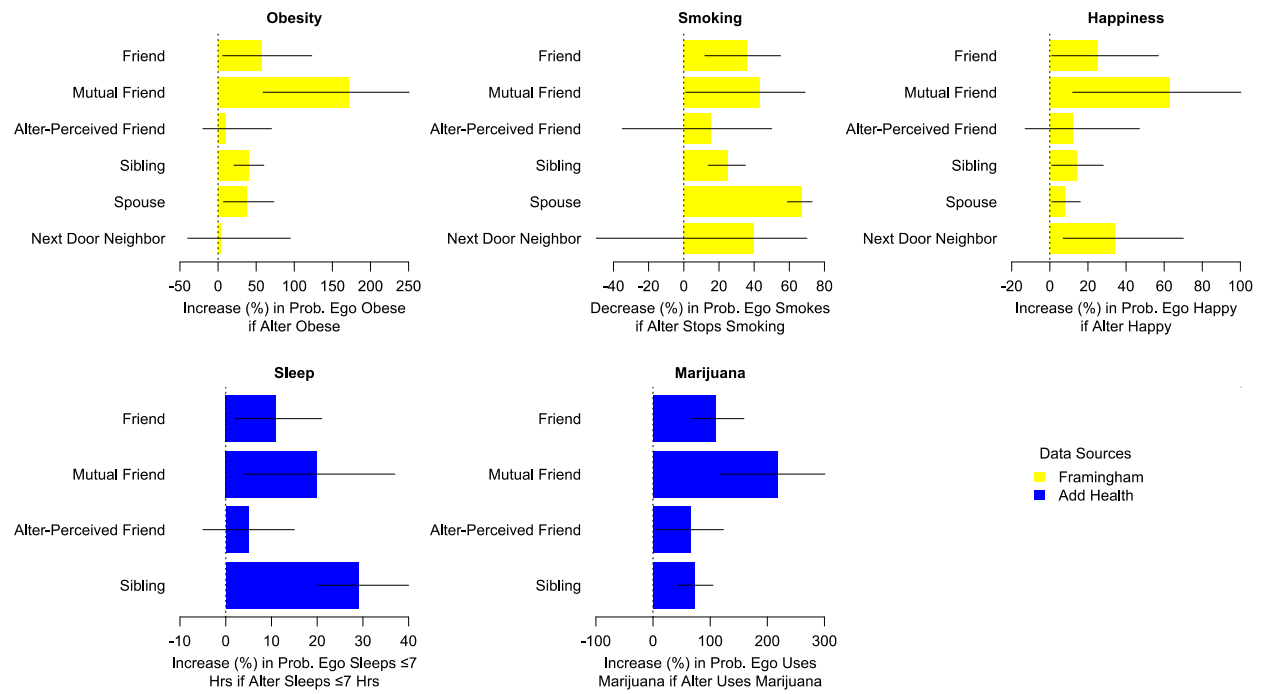 Obesity
Friend
Mutual Friend
Alter-Perceived Friend
Sibling
Spouse
Next Door Neighbor
-50 0 50 100 150 200 250
Increase (%) in Prob. Ego Obese
if Alter Obese
Smoking
Friend
Mutual Friend
Alter-Perceived Friend
Sibling
Spouse
Next Door Neighbor
-40 -20 0 20 40 60 80
Decrease (%) in Prob. Ego Smokes
if Alter Stops Smoking
Happiness
Friend
Mutual Friend
Alter-Perceived Friend
Sibling
Spouse
Next Door Neighbor
-20 0 20 40 60 80 100
Increase (%) in Prob. Ego Happy
if Alter Happy
Sleep
Friend
Mutual Friend
Alter-Perceived Friend
Sibling
-10 0 10 20 30 40
Increase (%) in Prob. Ego Sleeps ≤7
Hrs if Alter Sleeps ≤7 Hrs
Marijuana
Friend
Mutual Friend
Alter-Perceived Friend
Sibling
-100 0 100 200 300
Increase (%) in Prob. Ego Uses
Marijuana if Alter Uses Marijuana
Data Sources
Framingham
Add Health